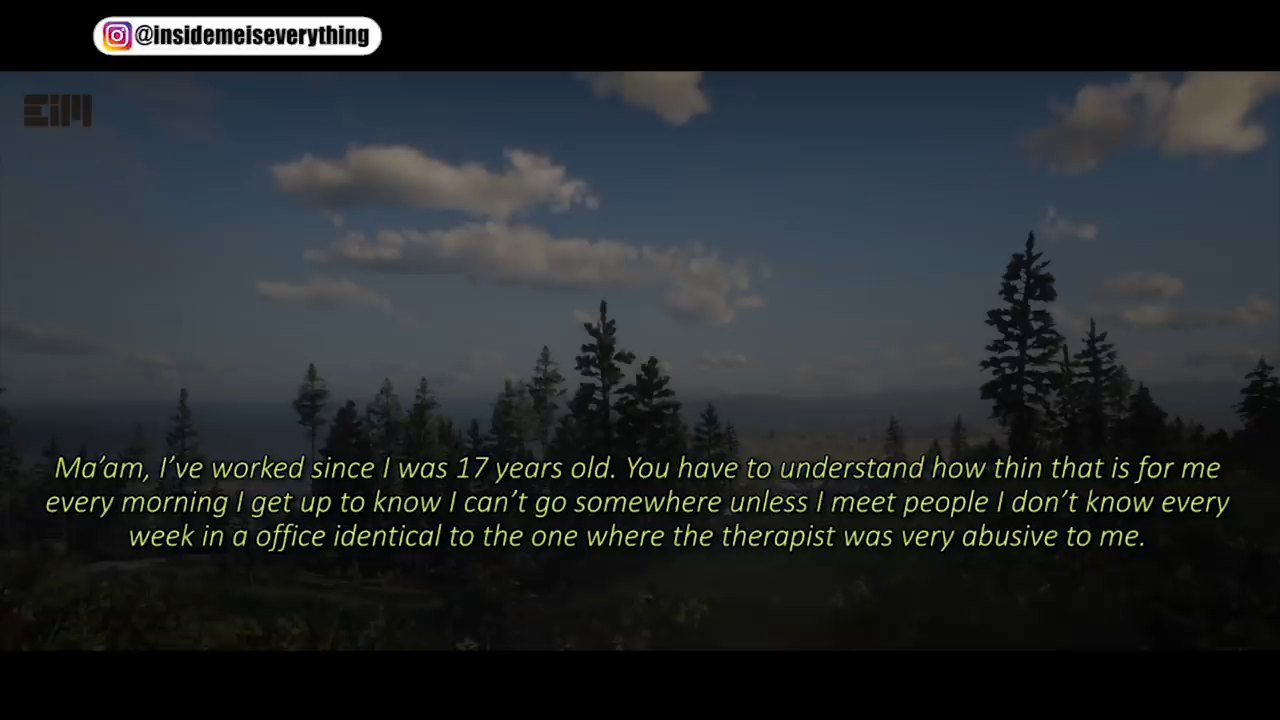 @insidemeiseverything
EiM
Ma’am, I’ve worked since I was 17 years old. You have to understand how thin that is for me
every morning I get up to know I can’t go somewhere unless I meet people I don’t know every
week in a office identical to the one where the therapist was very abusive to me.